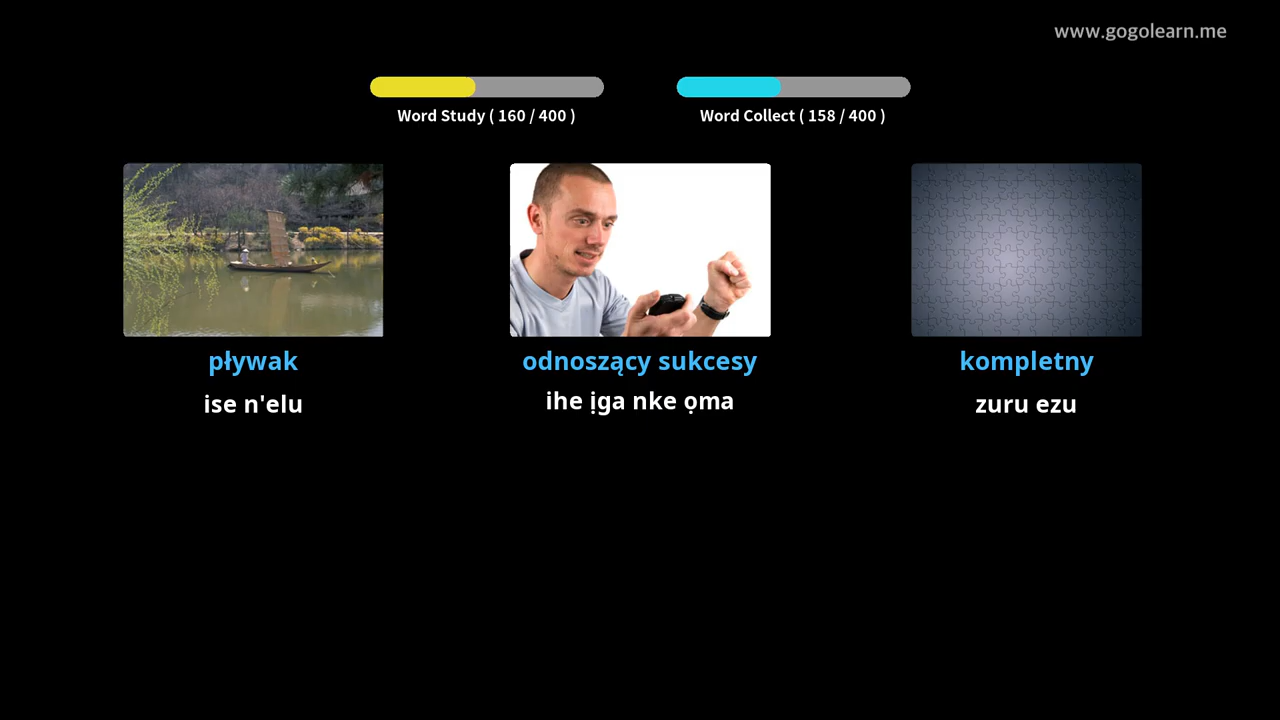 www.gogolearn.me
Word Study ( 160 / 400 )
Word Collect ( 158 / 400 )
pływak
odnoszący sukcesy
kompletny
ise n'elu
ihe ịga nke ọma
zuru ezu